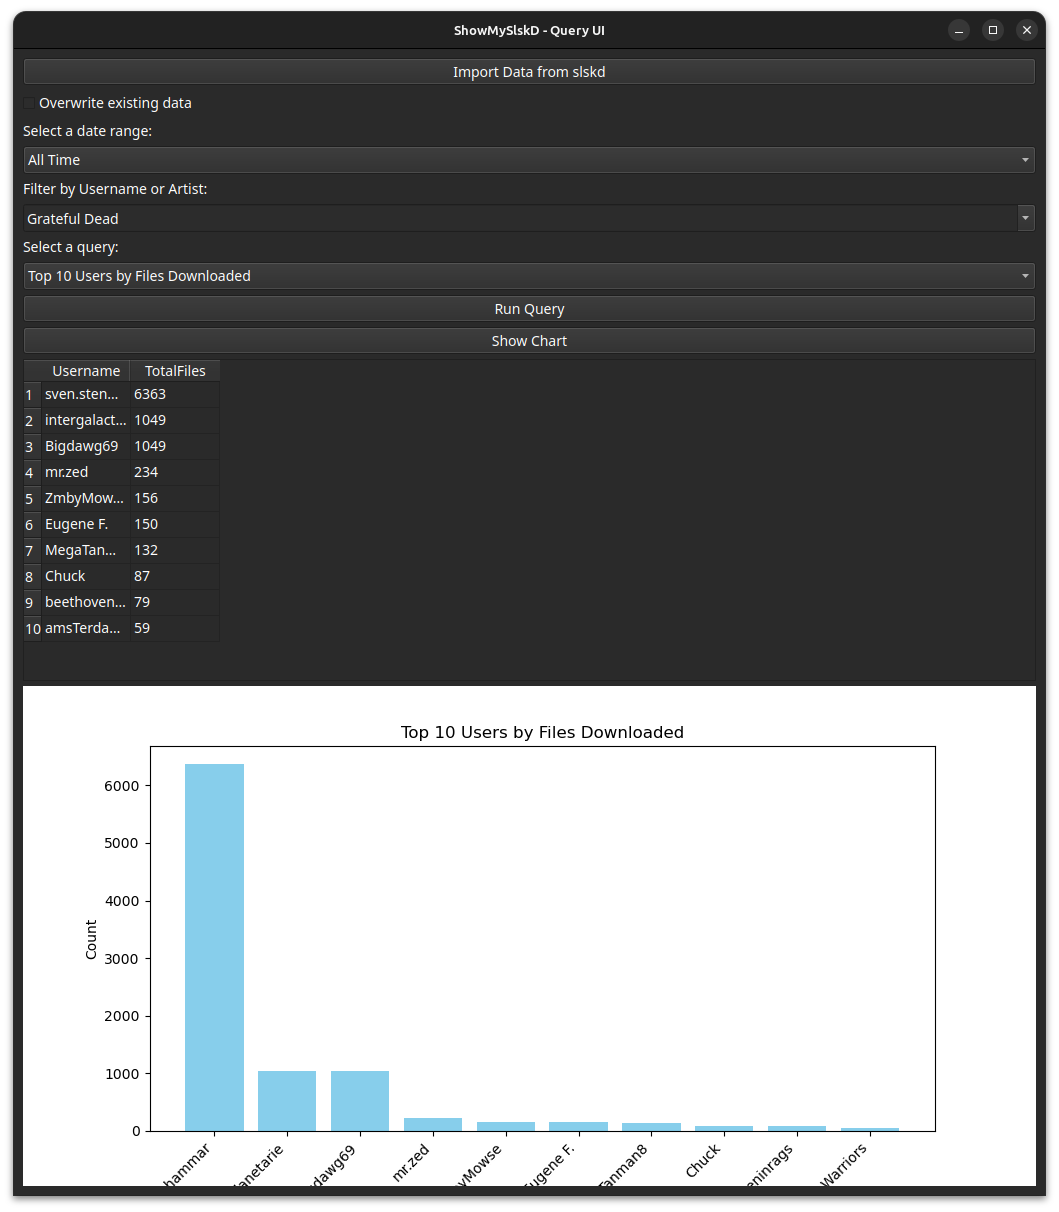 ShowMySlskD - Query UI
Import Data from slskd
Overwrite existing data
Select a date range:
All Time
Filter by Username or Artist:
Grateful Dead
Select a query:
Top 10 Users by Files Downloaded
Run Query
Show Chart
Username TotalFiles
1 sven.sten... 6363
2 intergalact... 1049
3 Bigdawg69 1049
4 mr.zed 234
5 ZmbyMow... 156
6 Eugene F. 150
7 MegaTan... 132
8 Chuck 87
9 beethoven... 79
10 amsTerda... 59
Top 10 Users by Files Downloaded
Count
6000
5000
4000
3000
2000
1000
0
hammar
lanetarie
dawg69
mr.zed
yMowse
ugene F.
Tanman8
Chuck
eninrags
Warriors